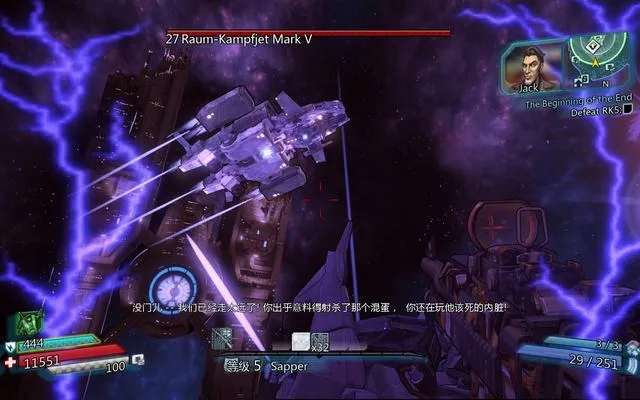 27 Raum-Kampfjet Mark V
Jack
N
The Beginning of the End
Defeat RK5:
没门儿 - 我们已经走太远了! 你出乎意料得射杀了那个混蛋， 你还在玩他该死的内脏!
444
11551
100
x32
等级 5 Sapper
3 / 3
29 / 251